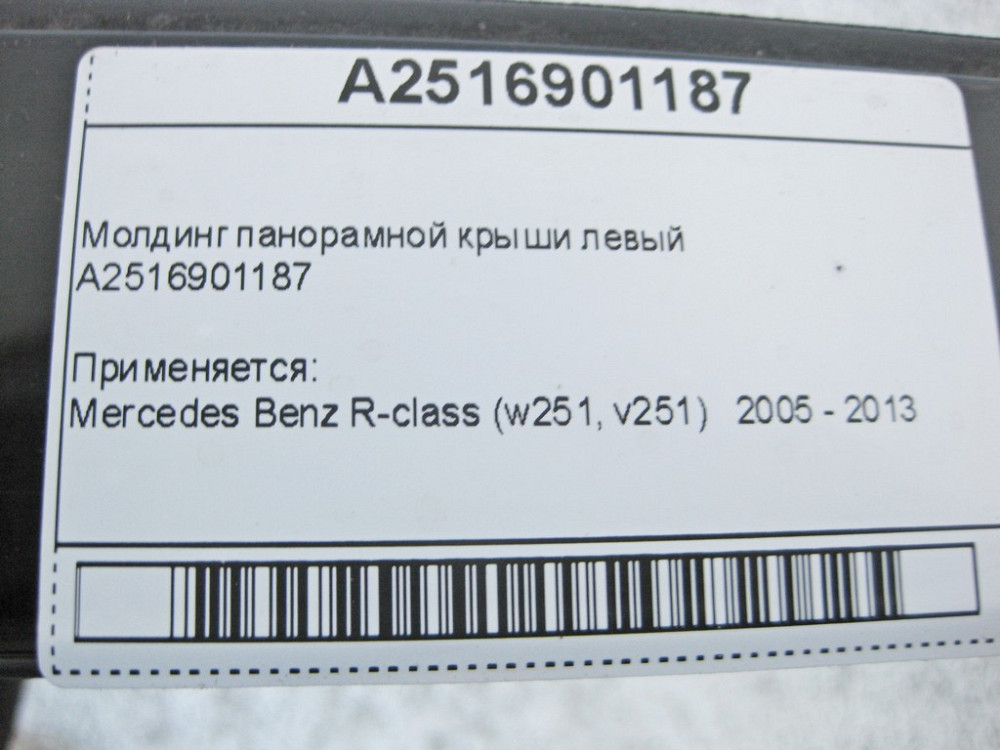 A2516901187
Молдинг панорамной крыши левый
A2516901187
Применяется:
Mercedes Benz R-class (w251, v251) 2005 - 2013